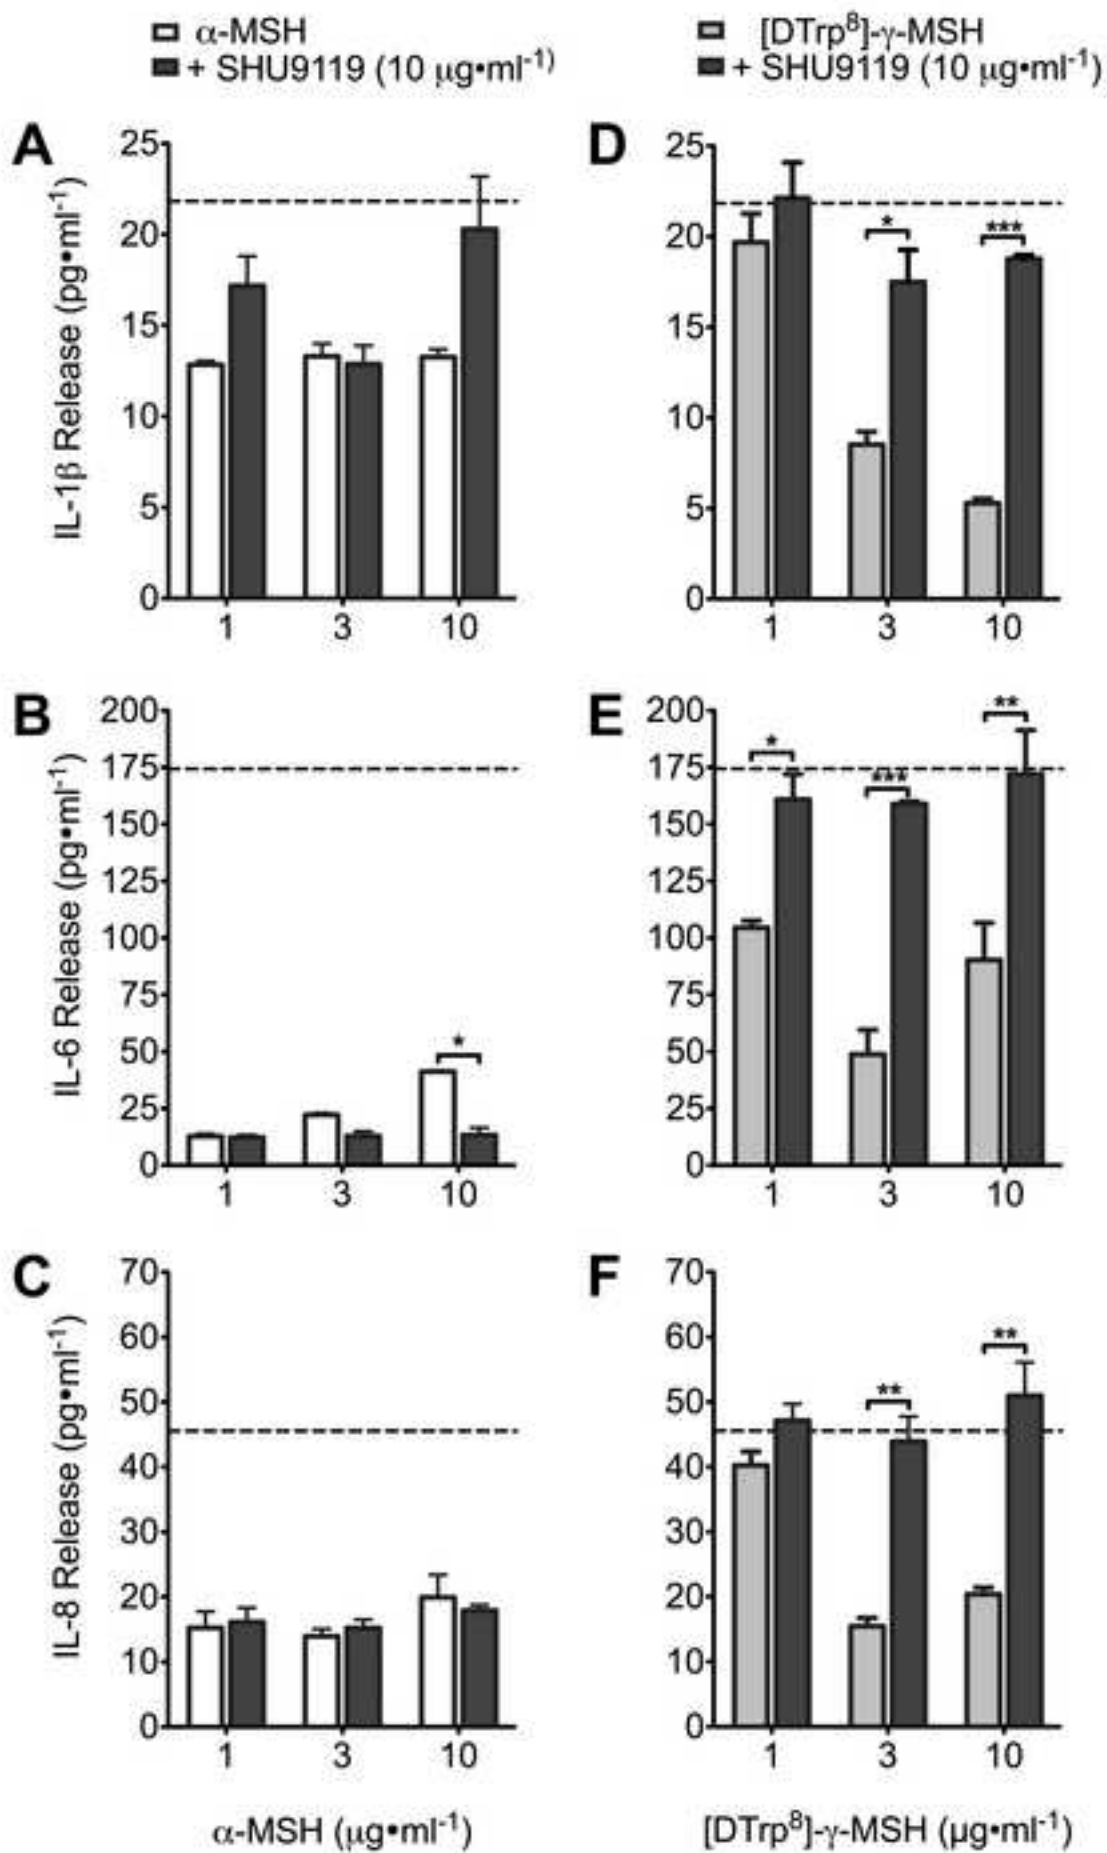 α-MSH
+ SHU9119 (10 μg•ml⁻¹)
[DTrp⁸]-γ-MSH
+ SHU9119 (10 μg•ml⁻¹)
A
IL-1β Release (pg•ml⁻¹)
25
20
15
10
5
0
1 3 10
D
25
20
15
10
5
0
*
***
1 3 10
B
IL-6 Release (pg•ml⁻¹)
200
175
150
125
100
75
50
25
0
*
1 3 10
E
200
175
150
125
100
75
50
25
0
*
***
**
1 3 10
C
IL-8 Release (pg•ml⁻¹)
70
60
50
40
30
20
10
0
1 3 10
α-MSH (μg•ml⁻¹)
F
70
60
50
40
30
20
10
0
**
**
1 3 10
[DTrp⁸]-γ-MSH (μg•ml⁻¹)